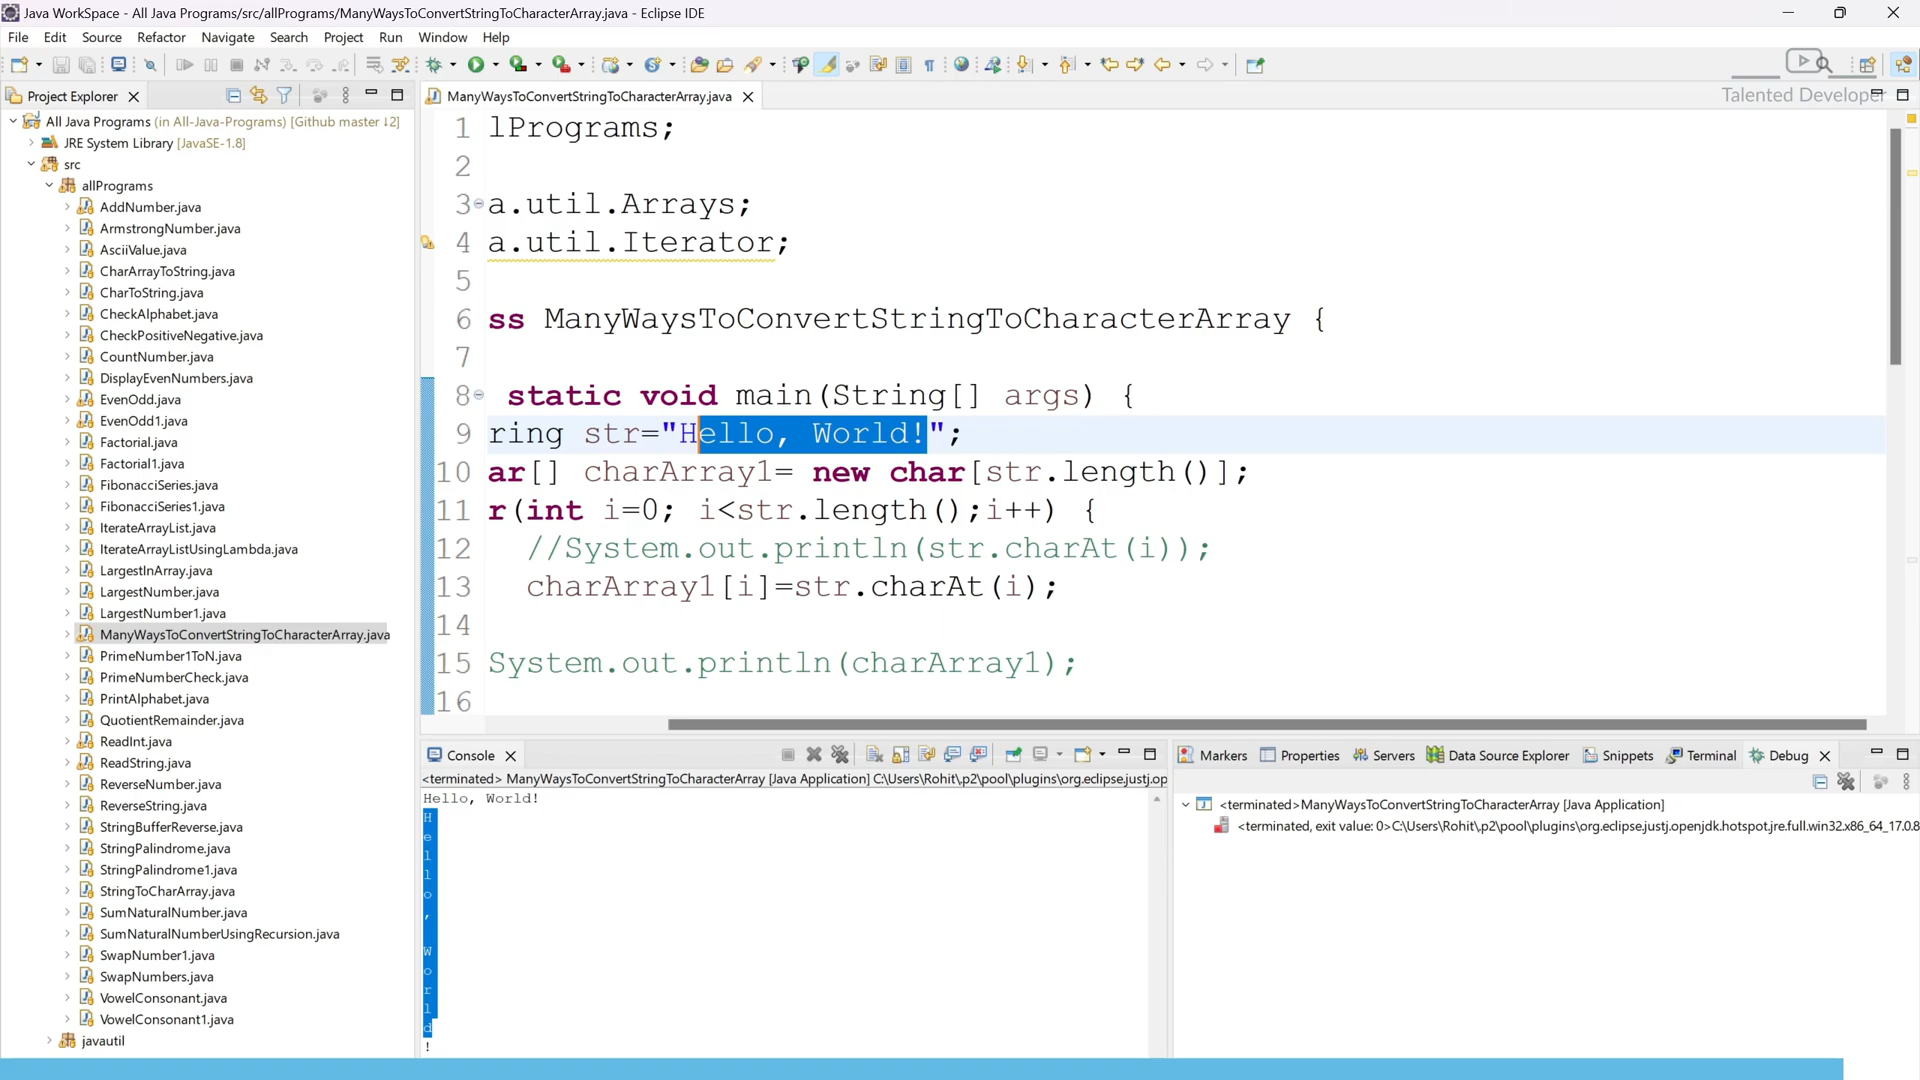 Java WorkSpace - All Java Programs/src/allPrograms/ManyWaysToConvertStringToCharacterArray.java - Eclipse IDE
File Edit Source Refactor Navigate Search Project Run Window Help
Project Explorer
All Java Programs (in All-Java-Programs) [Github master ↓2]
JRE System Library [JavaSE-1.8]
src
allPrograms
AddNumber.java
ArmstrongNumber.java
AsciiValue.java
CharArrayToString.java
CharToString.java
CheckAlphabet.java
CheckPositiveNegative.java
CountNumber.java
DisplayEvenNumbers.java
EvenOdd.java
EvenOdd1.java
Factorial.java
Factorial1.java
FibonacciSeries.java
FibonacciSeries1.java
IterateArrayList.java
IterateArrayListUsingLambda.java
LargestInArray.java
LargestNumber.java
LargestNumber1.java
ManyWaysToConvertStringToCharacterArray.java
PrimeNumber1ToN.java
PrimeNumberCheck.java
PrintAlphabet.java
QuotientRemainder.java
ReadInt.java
ReadString.java
ReverseNumber.java
ReverseString.java
StringBufferReverse.java
StringPalindrome.java
StringPalindrome1.java
StringToCharArray.java
SumNaturalNumber.java
SumNaturalNumberUsingRecursion.java
SwapNumber1.java
SwapNumbers.java
VowelConsonant.java
VowelConsonant1.java
javautil
ManyWaysToConvertStringToCharacterArray.java
Talented Developer
1 lPrograms;
2
3 a.util.Arrays;
4 a.util.Iterator;
5
6 ss ManyWaysToConvertStringToCharacterArray {
7
8 static void main(String[] args) {
9 ring str="Hello, World!";
10 ar[] charArray1= new char[str.length()];
11 r(int i=0; i<str.length();i++) {
12 //System.out.println(str.charAt(i));
13 charArray1[i]=str.charAt(i);
14
15 System.out.println(charArray1);
16
Console
<terminated> ManyWaysToConvertStringToCharacterArray [Java Application] C:\Users\Rohit\.p2\pool\plugins\org.eclipse.justj.op
Hello, World!
H
e
l
l
o
,
W
o
r
l
d
!
Markers Properties Servers Data Source Explorer Snippets Terminal Debug
<terminated>ManyWaysToConvertStringToCharacterArray [Java Application]
<terminated, exit value: 0>C:\Users\Rohit\.p2\pool\plugins\org.eclipse.justj.openjdk.hotspot.jre.full.win32.x86_64_17.0.8